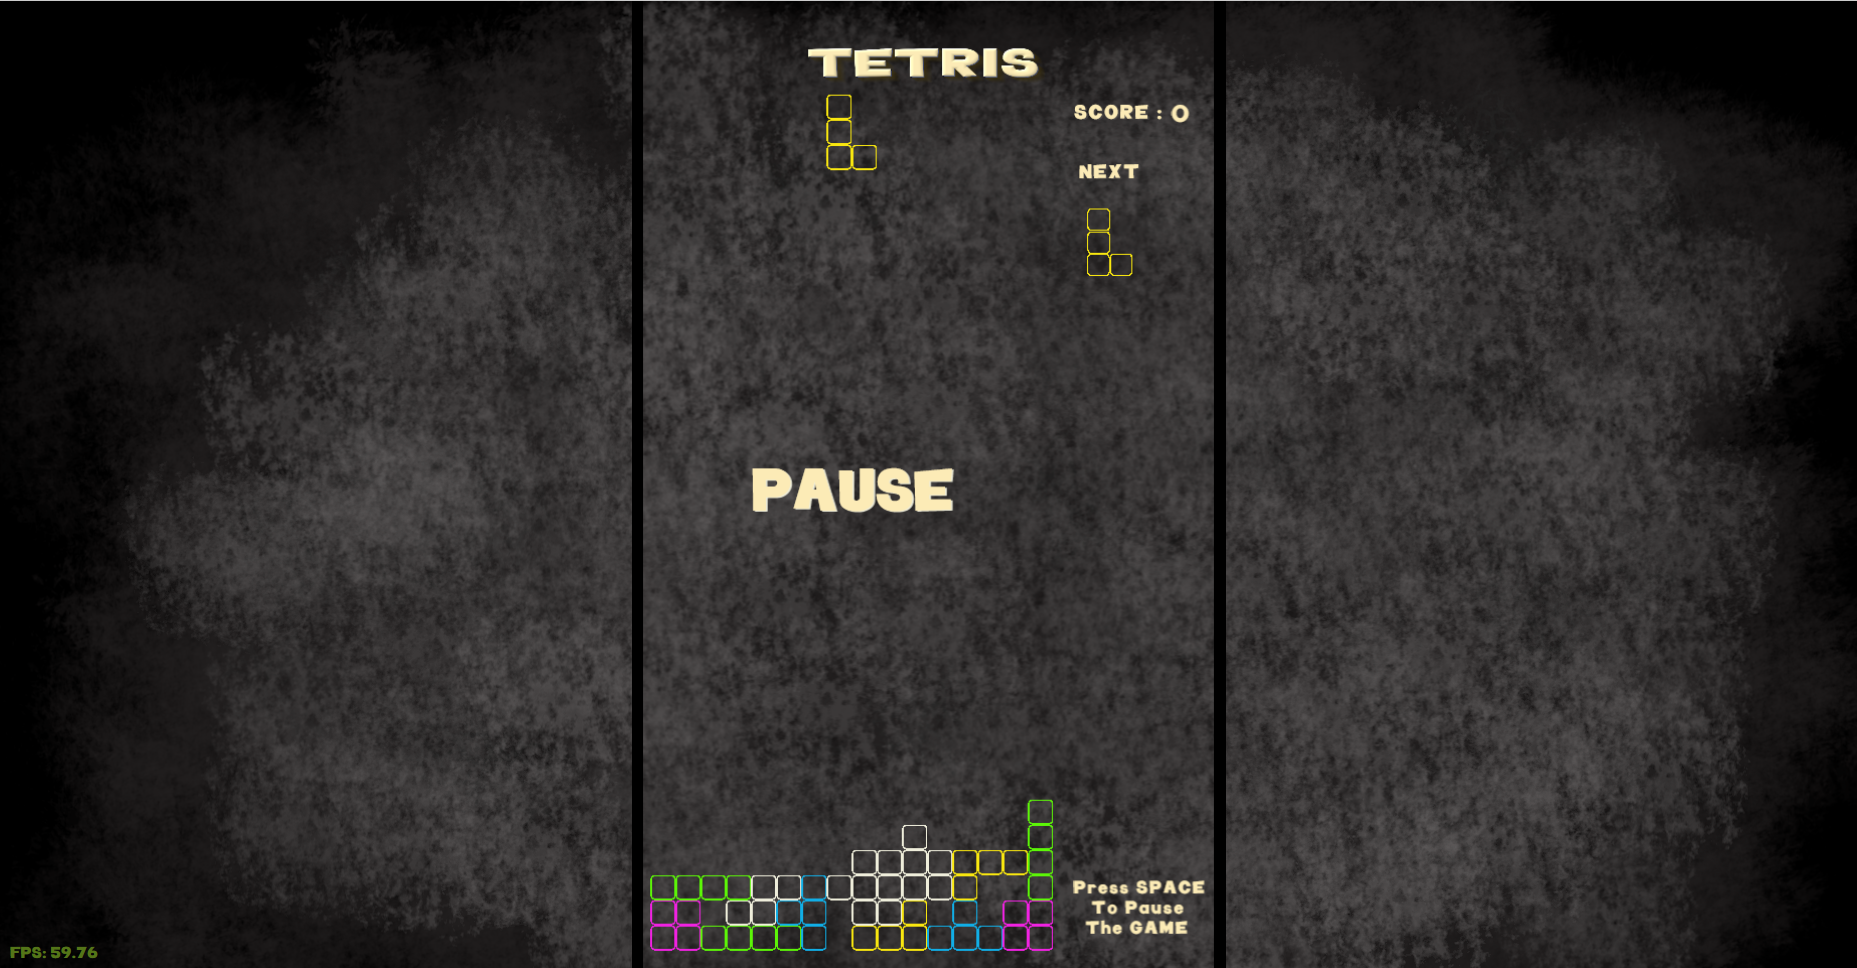 TETRIS
SCORE : 0
NEXT
PAUSE
Press SPACE
To Pause
The GAME
FPS: 59.76